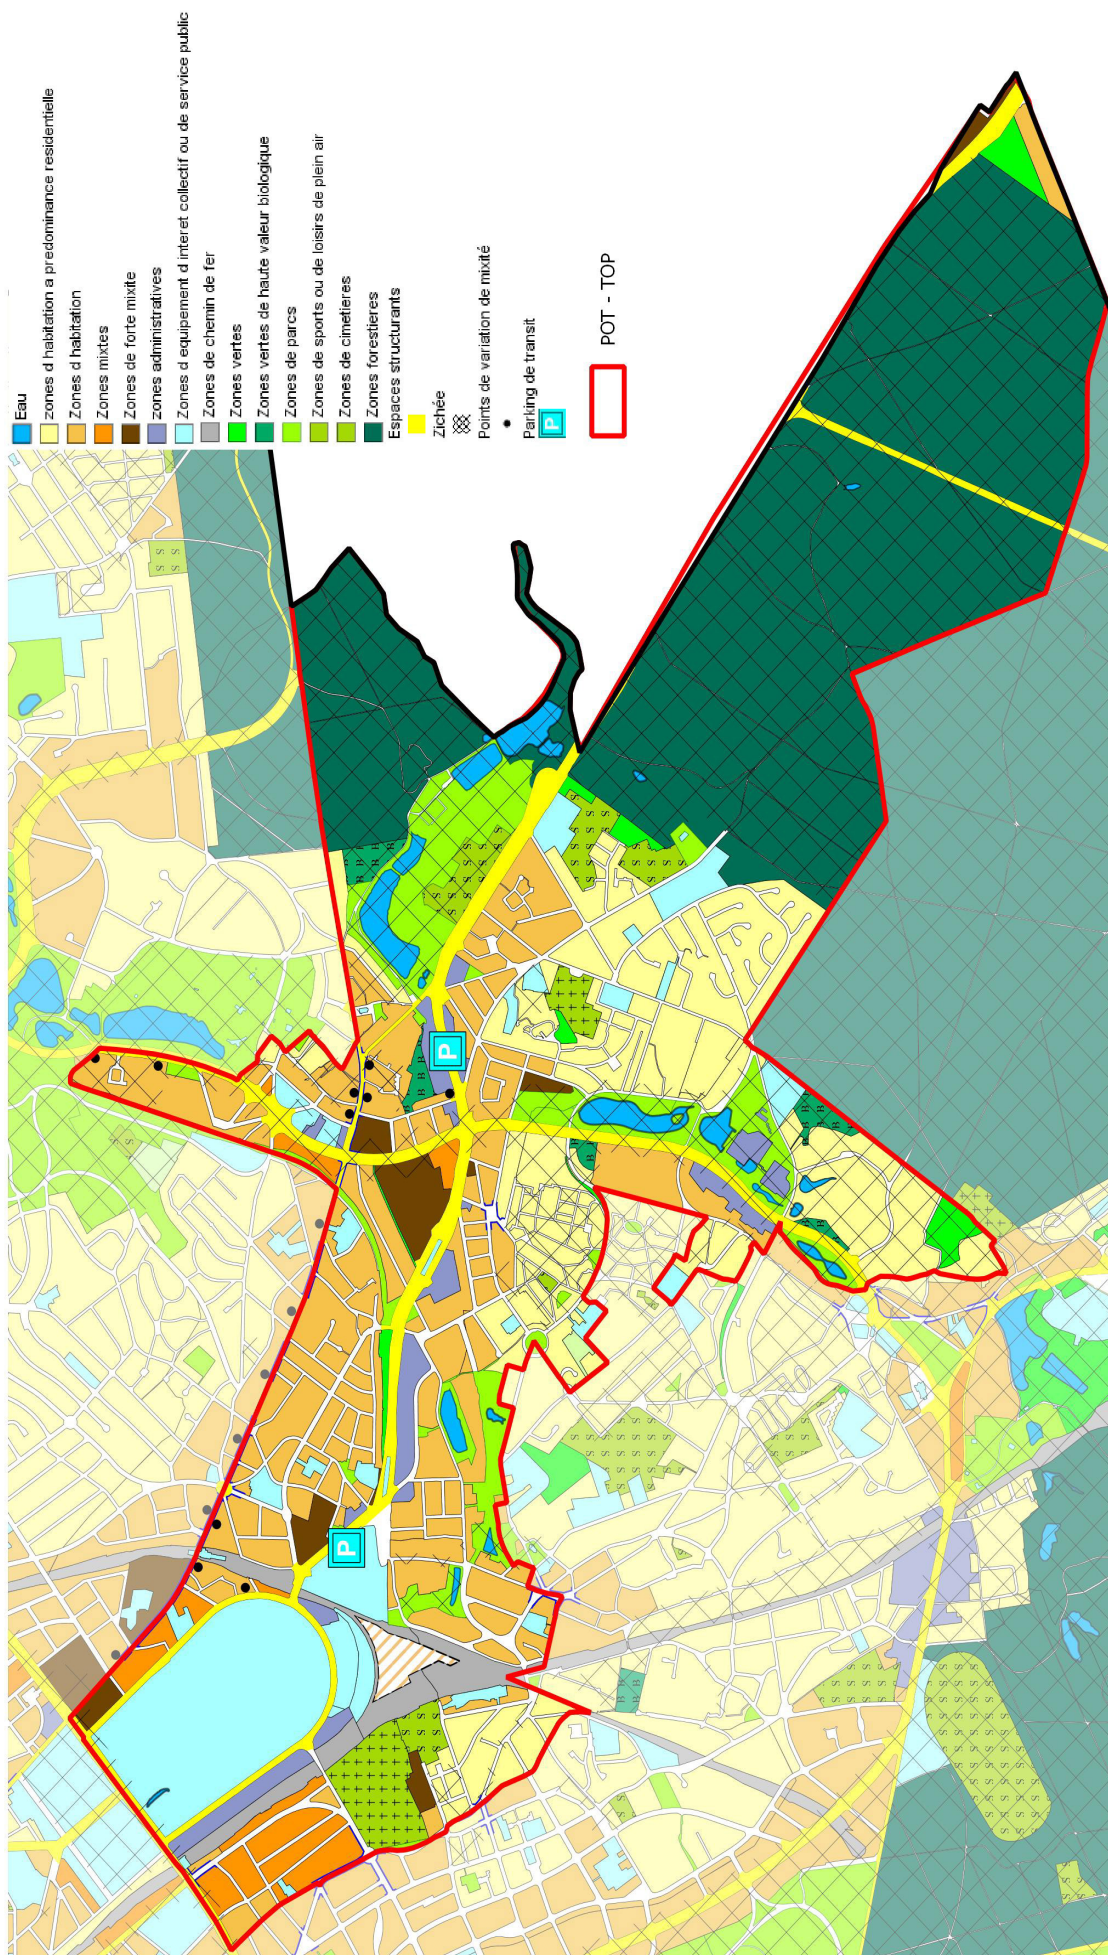 Eau
zones d habitation a predominance residentielle
Zones d habitation
Zones mixtes
Zones de forte mixite
Zones administratives
Zones d equipement d interet collectif ou de service public
Zones de chemin de fer
Zones vertes
Zones vertes de haute valeur biologique
Zones de parcs
Zones de sports ou de loisirs de plein air
Zones de cimetieres
Zones forestieres
Espaces structurants
Zichée
Points de variation de mixité
Parking de transit
P
POT - TOP
P
P